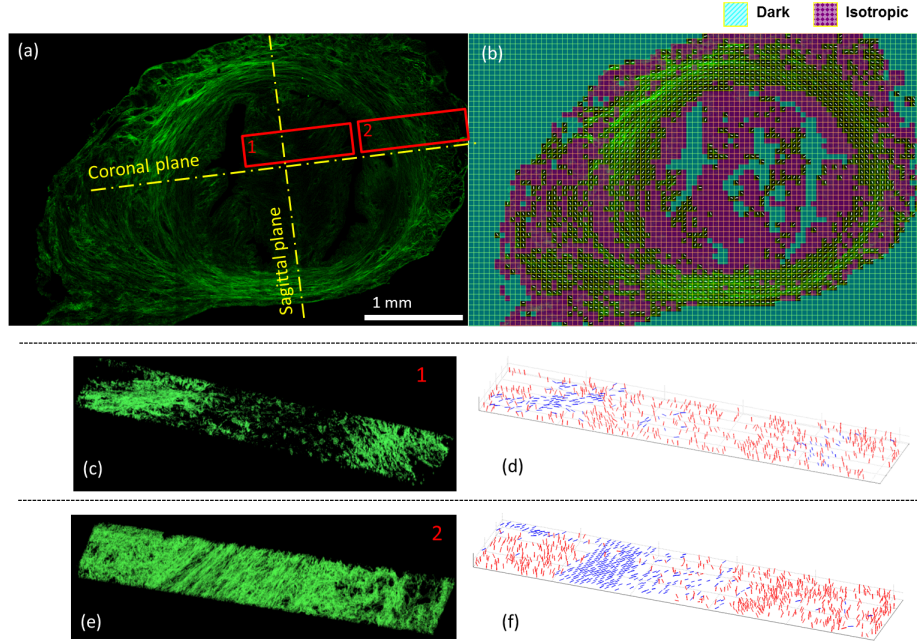 Dark Isotropic
(a)
(b)
1
2
Coronal plane
Sagittal plane
1 mm
1
(c)
(d)
2
(e)
(f)